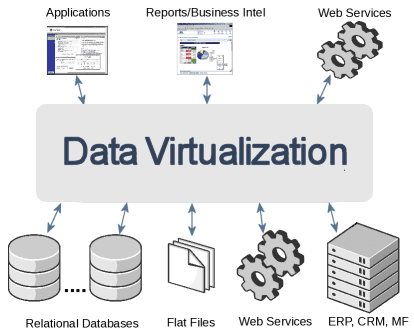 Applications
Reports/Business Intel
Web Services
Data Virtualization
....
Relational Databases
Flat Files
Web Services
ERP, CRM, MF